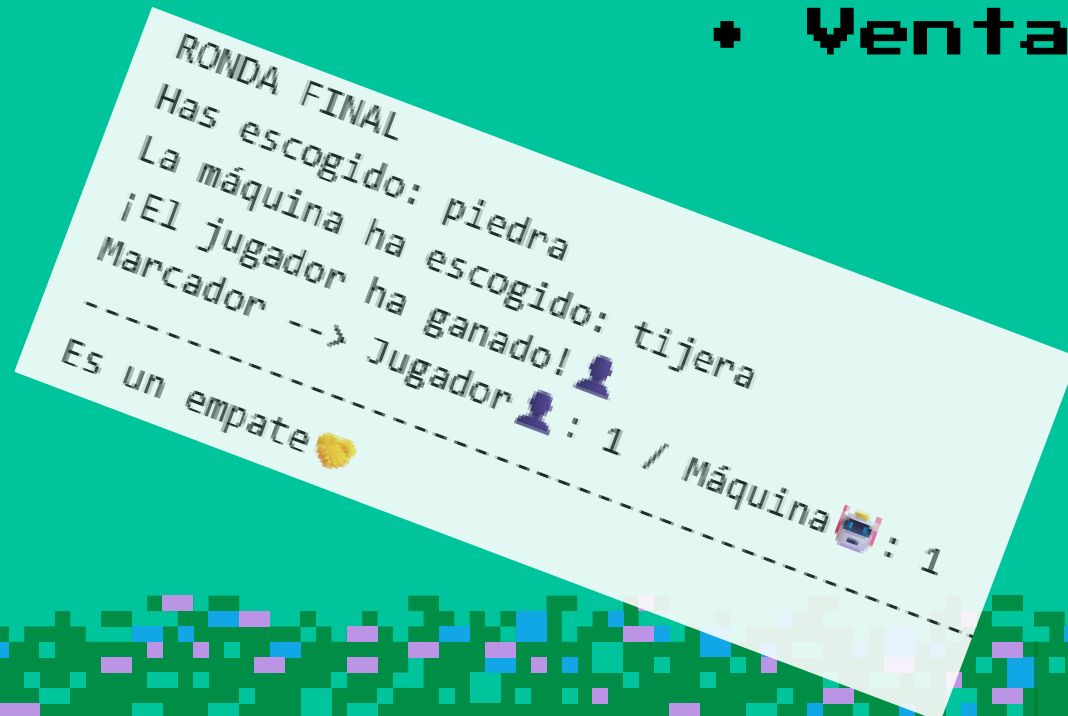 • Venta
RONDA FINAL
Has escogido: piedra
La máquina ha escogido: tijera
¡El jugador ha ganado!👤
Marcador --> Jugador👤: 1 / Máquina🤖: 1
--------------------------------------------------
Es un empate🤝